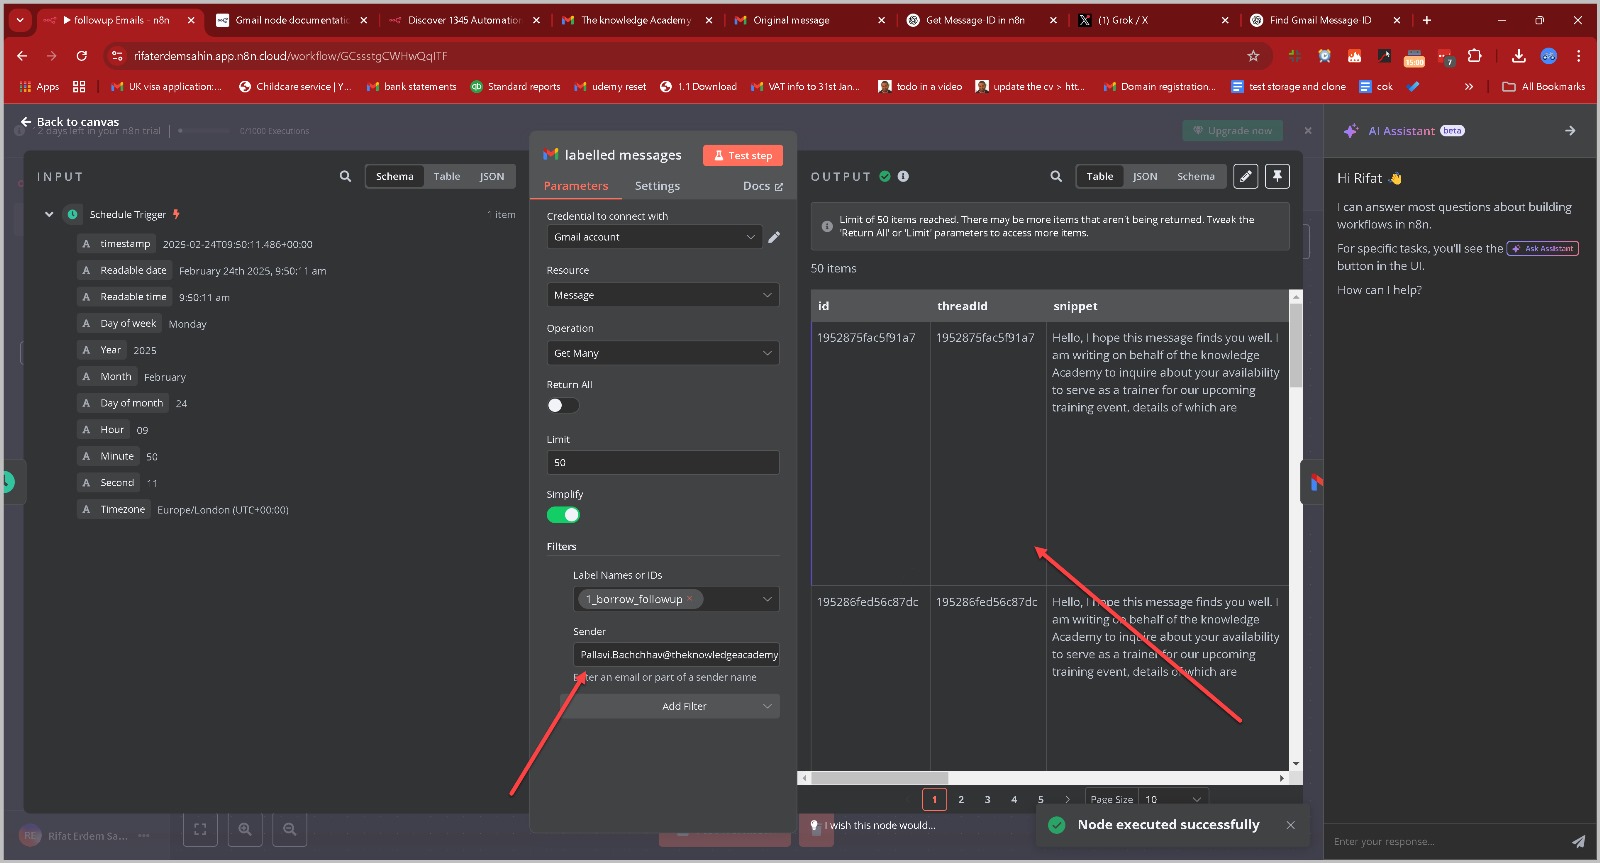 followup Emails - n8n
Gmail node documentatic
Discover 1345 Automation
The knowledge Academy
Original message
Get Message-ID in n8n
(1) Grok / X
Find Gmail Message-ID
rifaterdemsahin.app.n8n.cloud/workflow/GCssstgCWHwQqITF
15:00
7
Apps
UK visa application:...
Childcare service | Y...
bank statements
Standard reports
udemy reset
1.1 Download
VAT info to 31st Jan...
todo in a video
update the cv > htt...
Domain registration...
test storage and clone
cok
All Bookmarks
Back to canvas
2 days left in your n8n trial
0/1000 Executions
Upgrade now
INPUT
Schema
Table
JSON
Schedule Trigger
1 item
A timestamp 2025-02-24T09:50:11.486+00:00
A Readable date February 24th 2025, 9:50:11 am
A Readable time 9:50:11 am
A Day of week Monday
A Year 2025
A Month February
A Day of month 24
A Hour 09
A Minute 50
A Second 11
A Timezone Europe/London (UTC+00:00)
labelled messages
Test step
Parameters
Settings
Docs
Credential to connect with
Gmail account
Resource
Message
Operation
Get Many
Return All
Limit
50
Simplify
Filters
Label Names or IDs
1_borrow_followup
Sender
Pallavi.Bachchhav@theknowledgeacademy
Enter an email or part of a sender name
Add Filter
OUTPUT
Table
JSON
Schema
Limit of 50 items reached. There may be more items that aren't being returned. Tweak the
'Return All' or 'Limit' parameters to access more items.
50 items
id
threadId
snippet
1952875fac5f91a7
1952875fac5f91a7
Hello, I hope this message finds you well. I
am writing on behalf of the knowledge
Academy to inquire about your availability
to serve as a trainer for our upcoming
training event, details of which are
195286fed56c87dc
195286fed56c87dc
Hello, I hope this message finds you well. I
am writing on behalf of the knowledge
Academy to inquire about your availability
to serve as a trainer for our upcoming
training event, details of which are
1
2
3
4
5
Page Size
10
I wish this node would...
Node executed successfully
RE
Rifat Erdem Sa...
AI Assistant
beta
Hi Rifat
I can answer most questions about building
workflows in n8n.
For specific tasks, you'll see the Ask Assistant
button in the UI.
How can I help?
Enter your response...